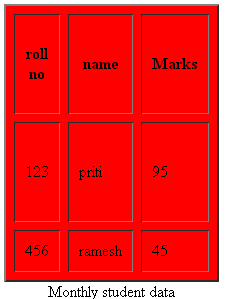 roll no name Marks
123 priti 95
456 ramesh 45
Monthly student data